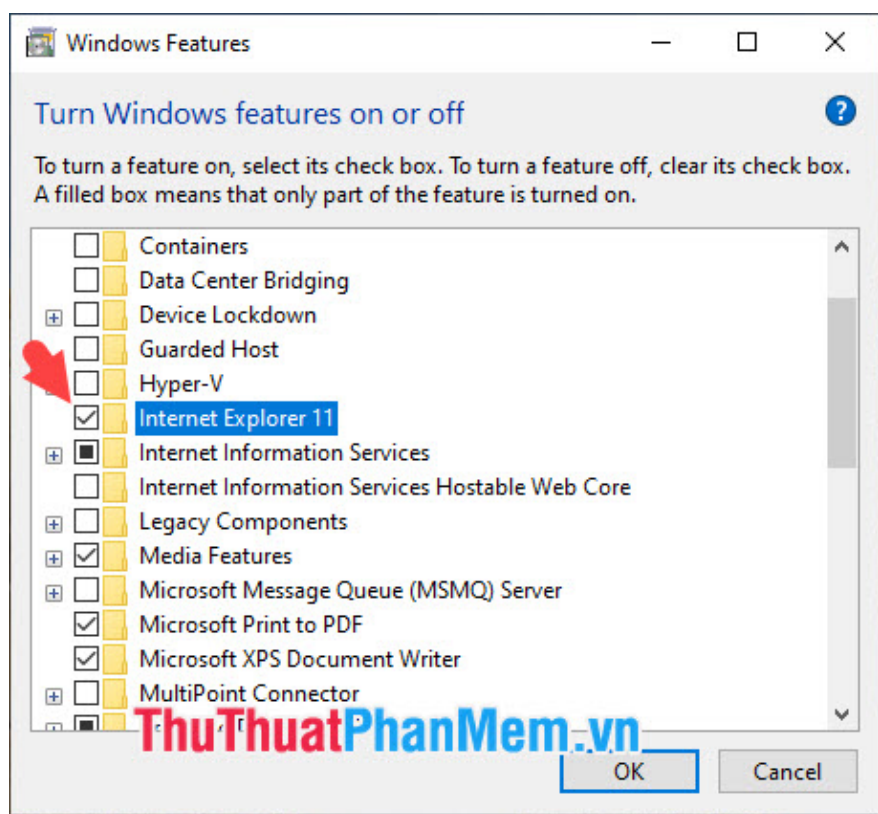 Windows Features
Turn Windows features on or off
To turn a feature on, select its check box. To turn a feature off, clear its check box.
A filled box means that only part of the feature is turned on.
Containers
Data Center Bridging
Device Lockdown
Guarded Host
Hyper-V
Internet Explorer 11
Internet Information Services
Internet Information Services Hostable Web Core
Legacy Components
Media Features
Microsoft Message Queue (MSMQ) Server
Microsoft Print to PDF
Microsoft XPS Document Writer
MultiPoint Connector
ThuThuatPhanMem.vn
OK
Cancel